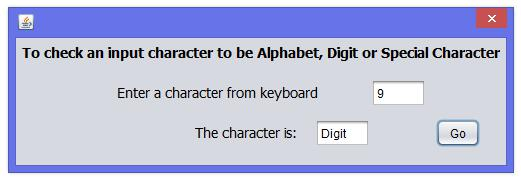 To check an input character to be Alphabet, Digit or Special Character
Enter a character from keyboard 9
The character is: Digit Go